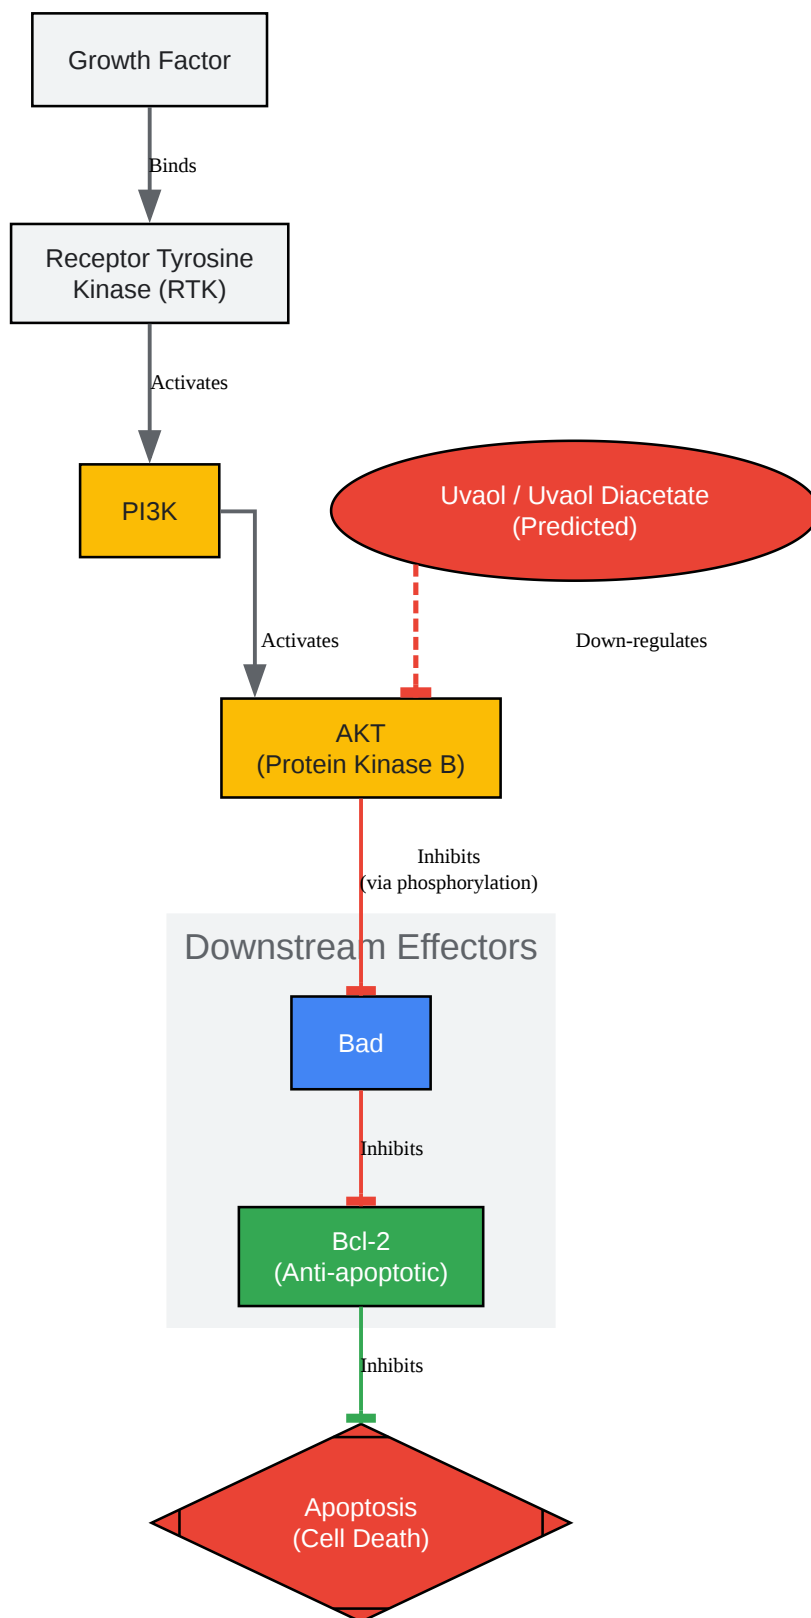 Growth Factor
Binds
Receptor Tyrosine
Kinase (RTK)
Activates
PI3K
Uvaol / Uvaol Diacetate
(Predicted)
Activates
Down-regulates
AKT
(Protein Kinase B)
Inhibits
(via phosphorylation)
Downstream Effectors
Bad
Inhibits
Bcl-2
(Anti-apoptotic)
Inhibits
Apoptosis
(Cell Death)